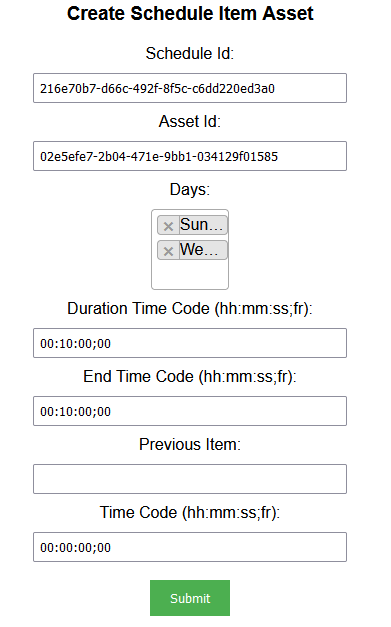 Create Schedule Item Asset
Schedule Id:
216e70b7-d66c-492f-8f5c-c6dd220ed3a0
Asset Id:
02e5efe7-2b04-471e-9bb1-034129f01585
Days:
× Sun...
× We...
Duration Time Code (hh:mm:ss;fr):
00:10:00;00
End Time Code (hh:mm:ss;fr):
00:10:00;00
Previous Item:
Time Code (hh:mm:ss;fr):
00:00:00;00
Submit